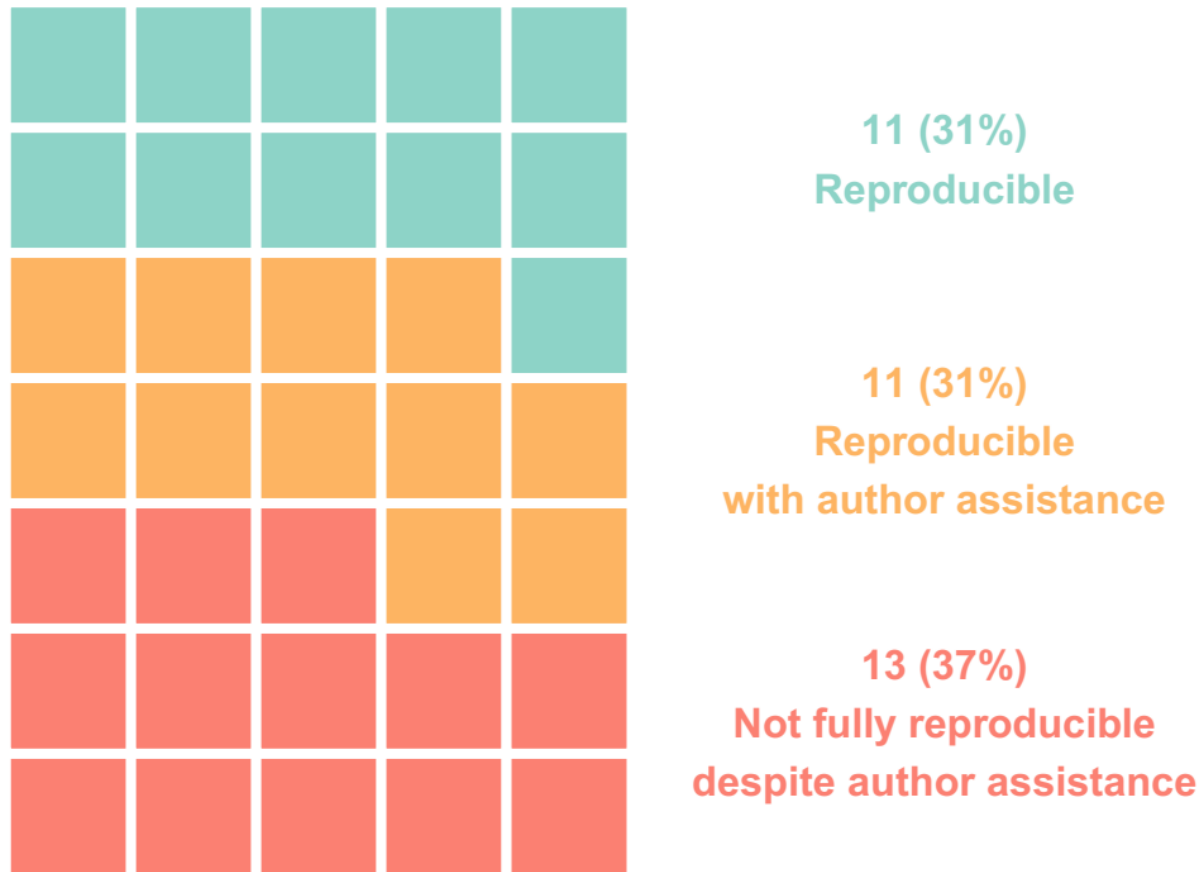 11 (31%)
Reproducible
11 (31%)
Reproducible
with author assistance
13 (37%)
Not fully reproducible
despite author assistance